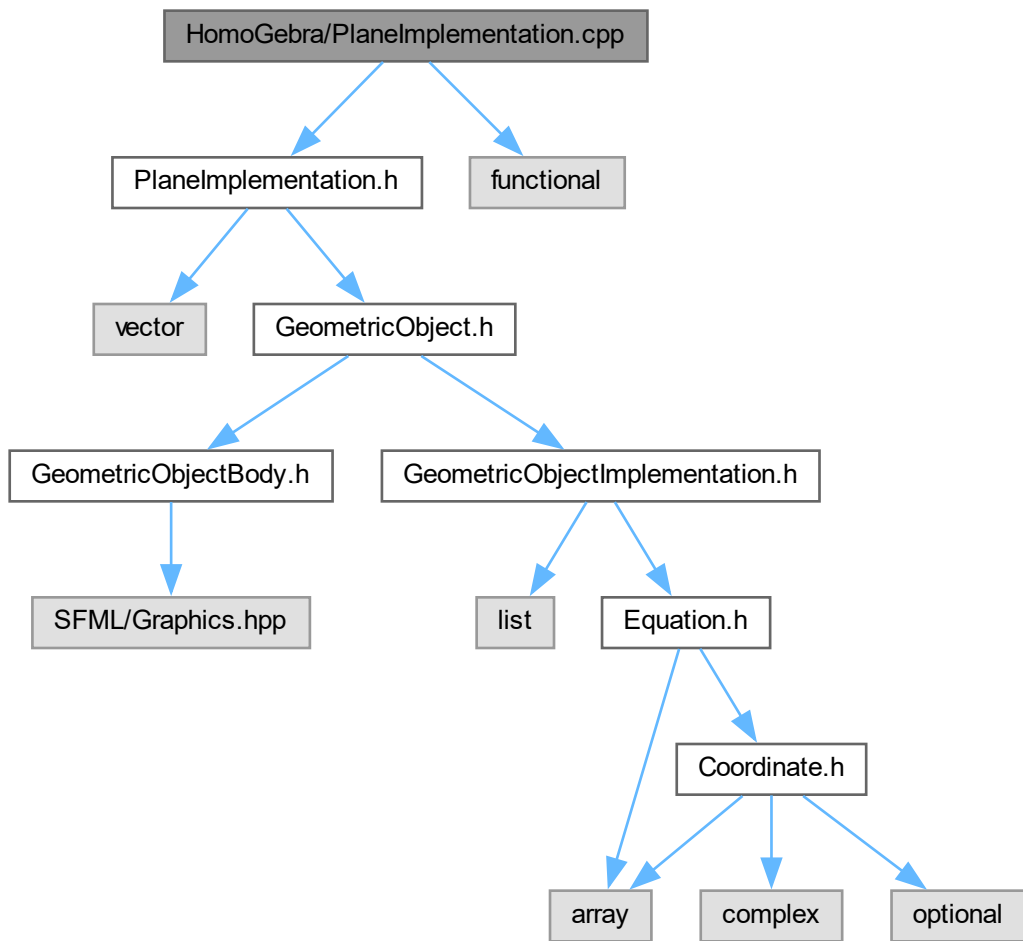 HomoGebra/PlaneImplementation.cpp
PlaneImplementation.h
functional
vector
GeometricObject.h
GeometricObjectBody.h
GeometricObjectImplementation.h
SFML/Graphics.hpp
list
Equation.h
Coordinate.h
array
complex
optional